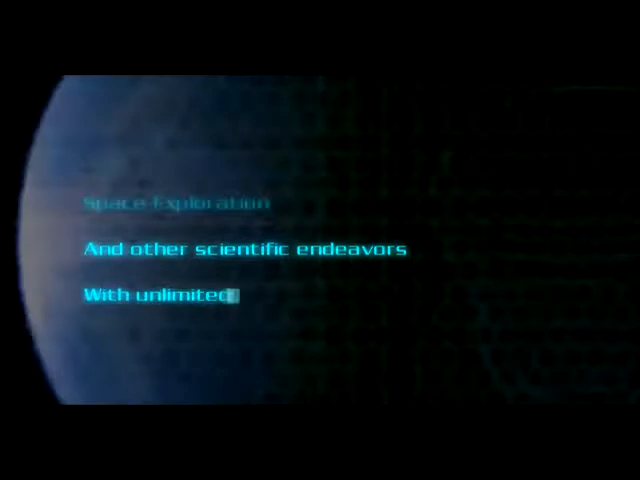 Space Exploration
And other scientific endeavors
With unlimited